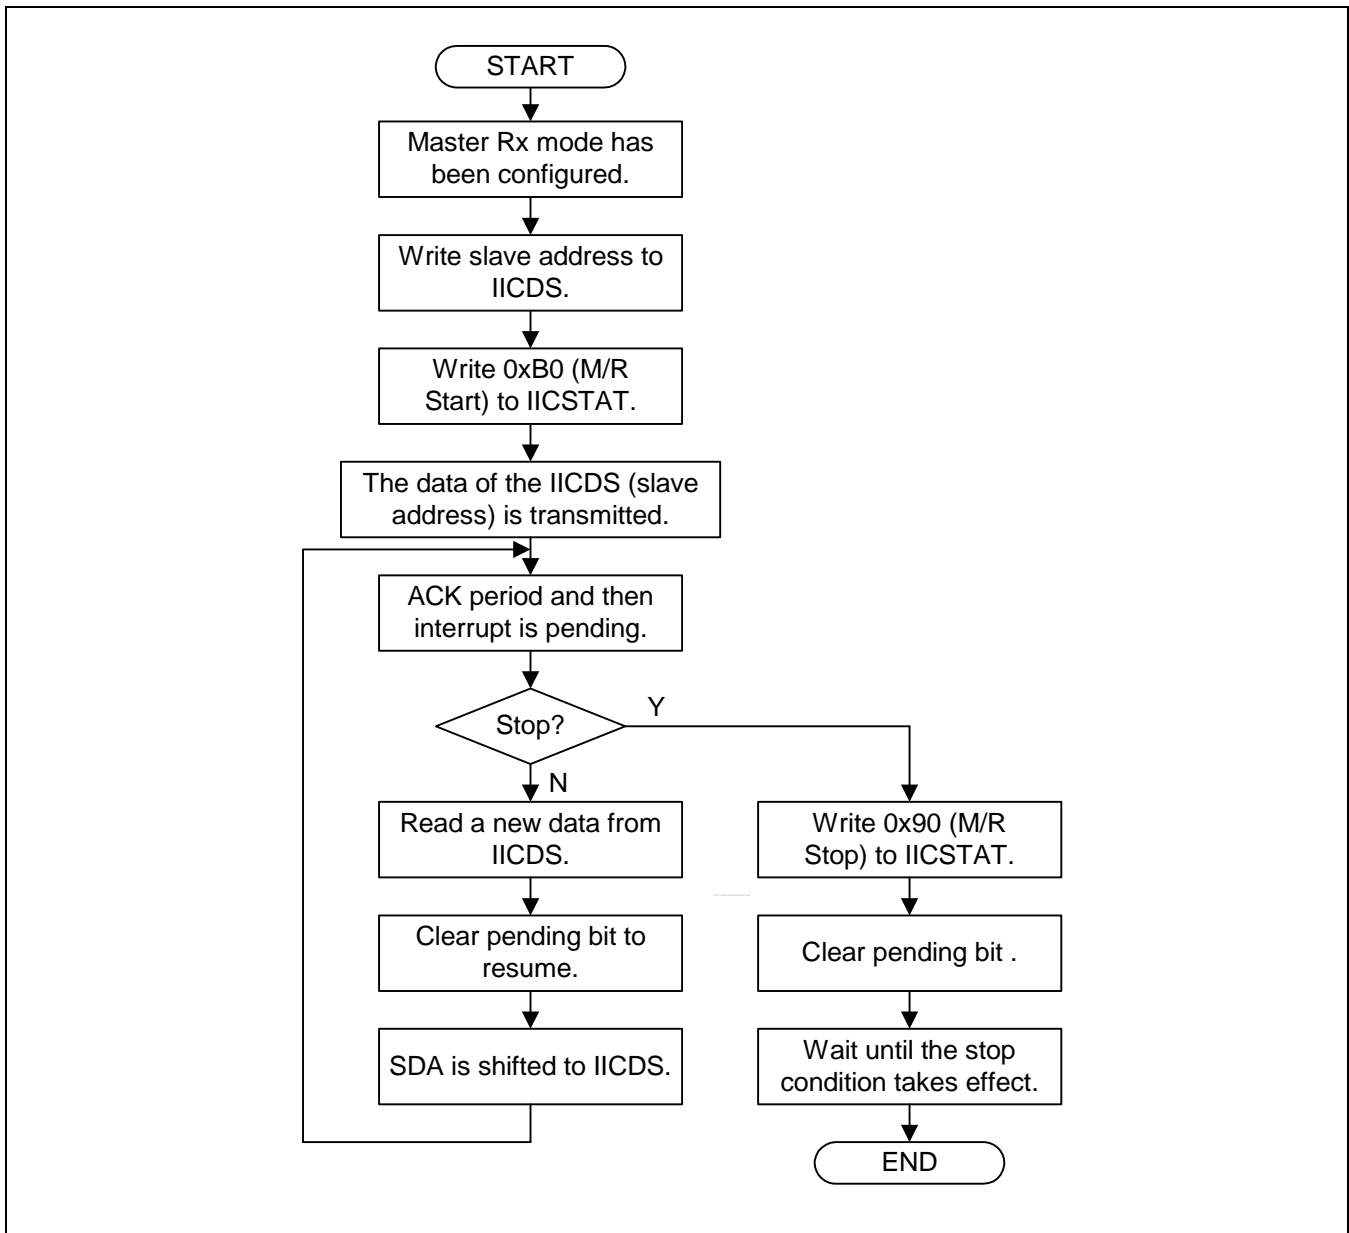 START
Master Rx mode has
been configured.
Write slave address to
IICDS.
Write 0xB0 (M/R
Start) to IICSTAT.
The data of the IICDS (slave
address) is transmitted.
ACK period and then
interrupt is pending.
Stop?
Y
N
Read a new data from
IICDS.
Clear pending bit to
resume.
SDA is shifted to IICDS.
Write 0x90 (M/R
Stop) to IICSTAT.
Clear pending bit .
Wait until the stop
condition takes effect.
END